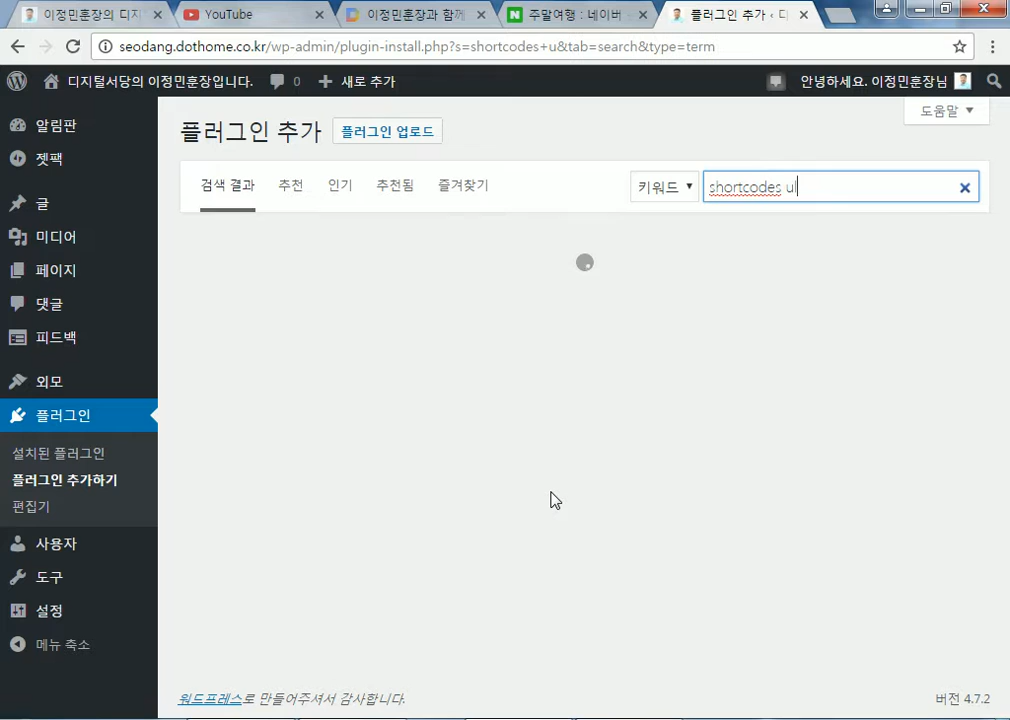 이정민훈장의 디지
YouTube
이정민훈장과 함께
주말여행 : 네이버
플러그인 추가 ‹ 디
seodang.dothome.co.kr/wp-admin/plugin-install.php?s=shortcodes+u&tab=search&type=term
디지털서당의 이정민훈장입니다.
0
새로 추가
안녕하세요. 이정민훈장님
알림판
젯팩
글
미디어
페이지
댓글
피드백
외모
플러그인
설치된 플러그인
플러그인 추가하기
편집기
사용자
도구
설정
메뉴 축소
도움말
플러그인 추가
플러그인 업로드
검색 결과
추천
인기
추천됨
즐겨찾기
키워드
shortcodes ul
워드프레스로 만들어주셔서 감사합니다.
버전 4.7.2